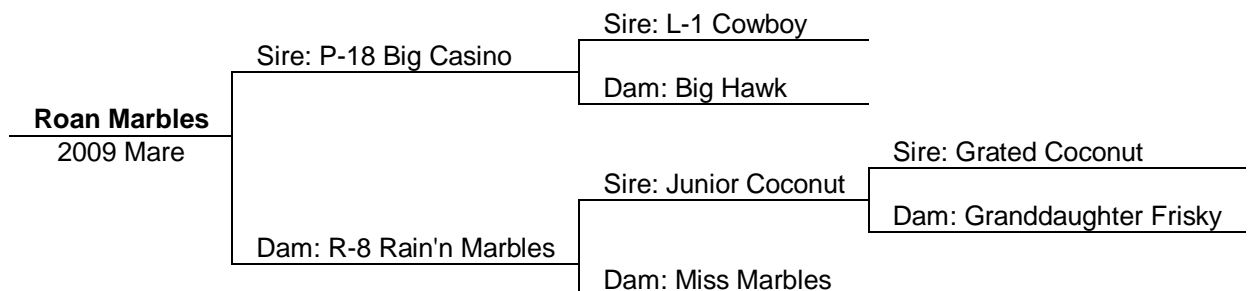 Sire: L-1 Cowboy
Sire: P-18 Big Casino
Dam: Big Hawk
Roan Marbles
2009 Mare
Sire: Grated Coconut
Sire: Junior Coconut
Dam: Granddaughter Frisky
Dam: R-8 Rain'n Marbles
Dam: Miss Marbles